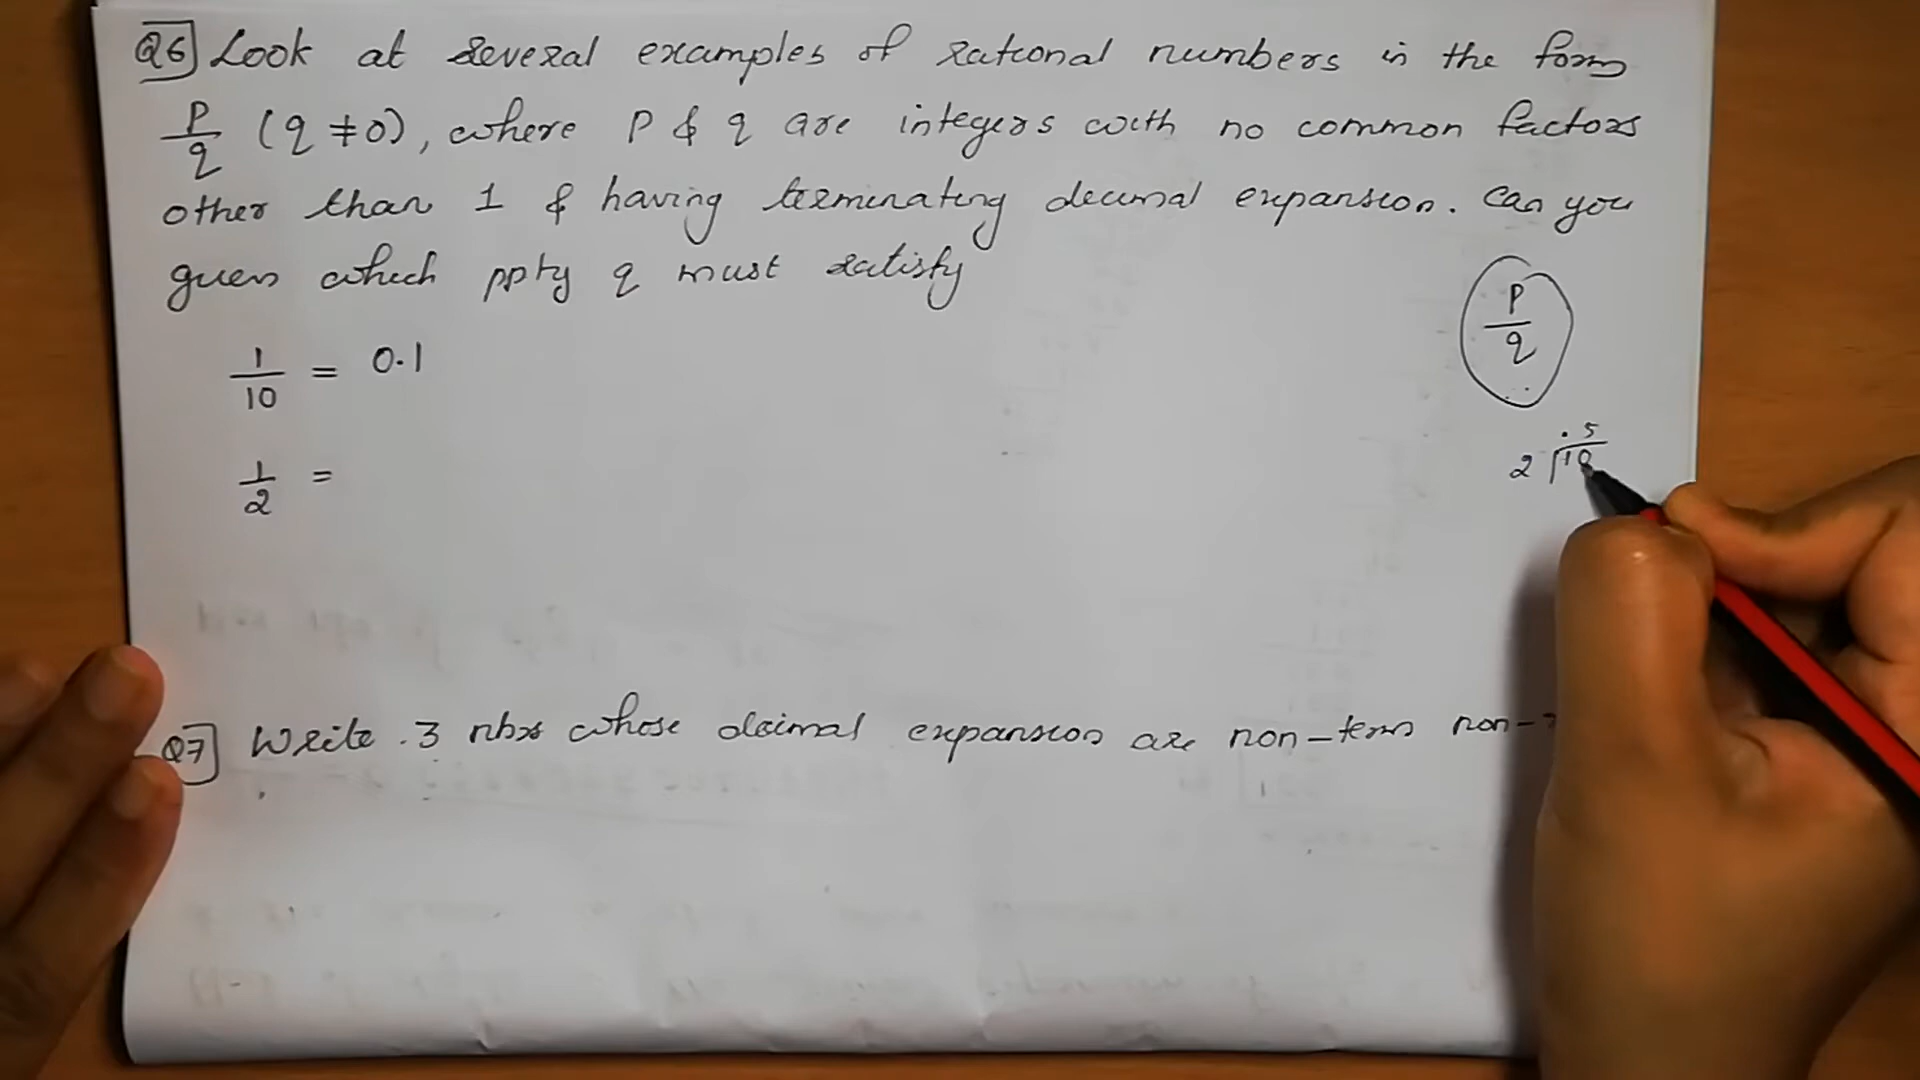 Q6 Look at several examples of rational numbers in the form
p/q (q ≠ 0), where p & q are integers with no common factors
other than 1 & having terminating decimal expansion. Can you
guess which ppty q must satisfy
p/q
1/10 = 0.1
.5
2 10
1/2 =
Q7 Write 3 nbrs whose decimal expansion are non-term non-